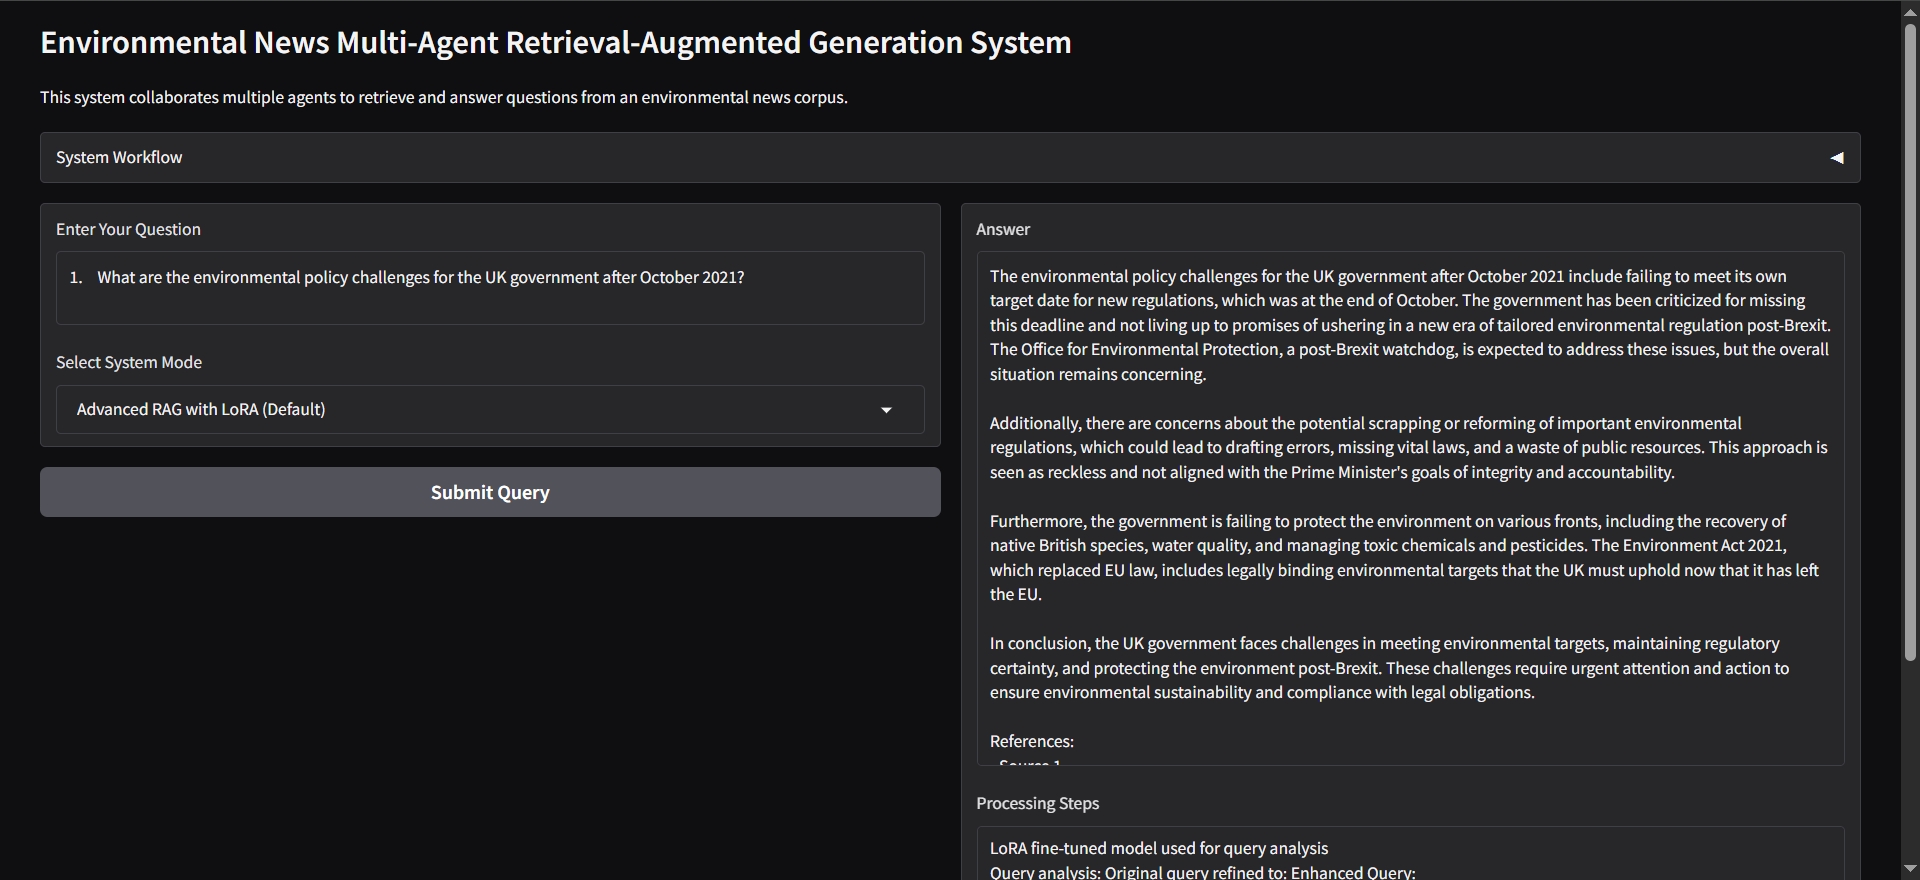 Environmental News Multi-Agent Retrieval-Augmented Generation System
This system collaborates multiple agents to retrieve and answer questions from an environmental news corpus.
System Workflow
Enter Your Question
1. What are the environmental policy challenges for the UK government after October 2021?
Select System Mode
Advanced RAG with LoRA (Default)
Submit Query
Answer
The environmental policy challenges for the UK government after October 2021 include failing to meet its own
target date for new regulations, which was at the end of October. The government has been criticized for missing
this deadline and not living up to promises of ushering in a new era of tailored environmental regulation post-Brexit.
The Office for Environmental Protection, a post-Brexit watchdog, is expected to address these issues, but the overall
situation remains concerning.
Additionally, there are concerns about the potential scrapping or reforming of important environmental
regulations, which could lead to drafting errors, missing vital laws, and a waste of public resources. This approach is
seen as reckless and not aligned with the Prime Minister's goals of integrity and accountability.
Furthermore, the government is failing to protect the environment on various fronts, including the recovery of
native British species, water quality, and managing toxic chemicals and pesticides. The Environment Act 2021,
which replaced EU law, includes legally binding environmental targets that the UK must uphold now that it has left
the EU.
In conclusion, the UK government faces challenges in meeting environmental targets, maintaining regulatory
certainty, and protecting the environment post-Brexit. These challenges require urgent attention and action to
ensure environmental sustainability and compliance with legal obligations.
References:
Source 1
Processing Steps
LoRA fine-tuned model used for query analysis
Query analysis: Original query refined to: Enhanced Query: